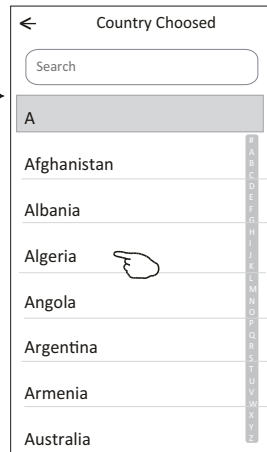 Country Choosed
Search
A
Afghanistan
Albania
Algeria
Angola
Argentina
Armenia
Australia
#
A
B
C
D
E
F
G
H
I
J
K
L
M
N
O
P
Q
R
S
T
U
V
W
X
Y
Z